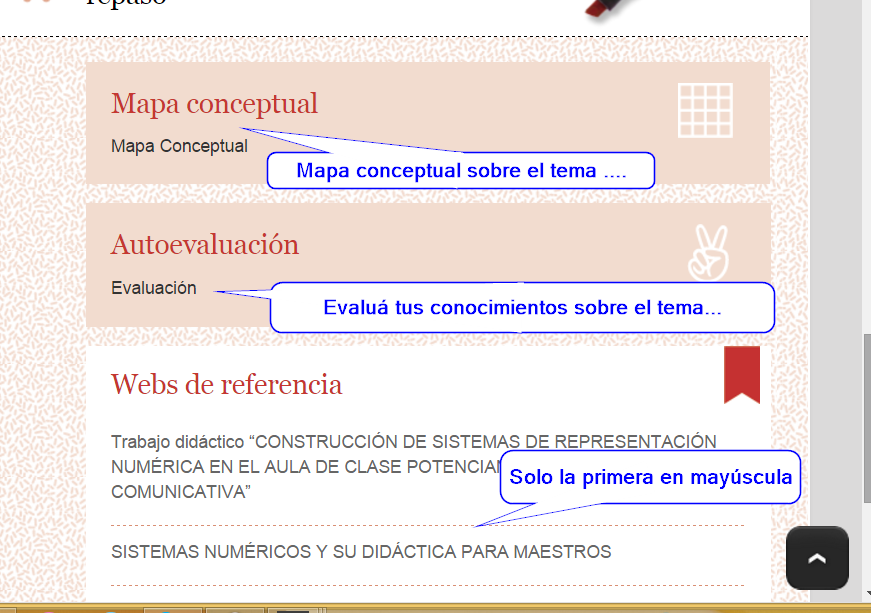 repaso
Mapa conceptual
Mapa Conceptual
Mapa conceptual sobre el tema ....
Autoevaluación
Evaluación
Evaluá tus conocimientos sobre el tema...
Webs de referencia
Trabajo didáctico “CONSTRUCCIÓN DE SISTEMAS DE REPRESENTACIÓN
NUMÉRICA EN EL AULA DE CLASE
COMUNICATIVA”
Solo la primera en mayúscula
SISTEMAS NUMÉRICOS Y SU DIDÁCTICA PARA MAESTROS